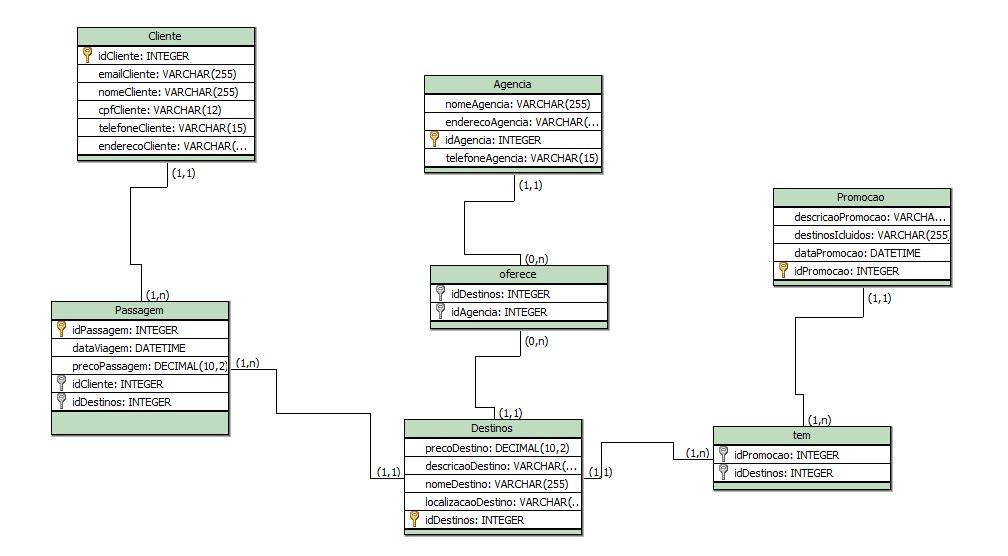 Cliente
idCliente: INTEGER
emailCliente: VARCHAR(255)
nomeCliente: VARCHAR(255)
cpfCliente: VARCHAR(12)
telefoneCliente: VARCHAR(15)
enderecoCliente: VARCHAR(...
(1,1)
Agencia
nomeAgencia: VARCHAR(255)
enderecoAgencia: VARCHAR(...
idAgencia: INTEGER
telefoneAgencia: VARCHAR(15)
(1,1)
Promocao
descricaoPromocao: VARCHA...
destinosIcluidos: VARCHAR(255)
dataPromocao: DATETIME
idPromocao: INTEGER
(1,1)
(0,n)
oferece
idDestinos: INTEGER
idAgencia: INTEGER
(0,n)
(1,n)
Passagem
idPassagem: INTEGER
dataViagem: DATETIME
precoPassagem: DECIMAL(10,2)
idCliente: INTEGER
idDestinos: INTEGER
(1,n)
(1,1)
(1,1)
Destinos
precoDestino: DECIMAL(10,2)
descricaoDestino: VARCHAR(...
nomeDestino: VARCHAR(255)
localizacaoDestino: VARCHAR(...
idDestinos: INTEGER
(1,1)
(1,n)
(1,n)
tem
idPromocao: INTEGER
idDestinos: INTEGER